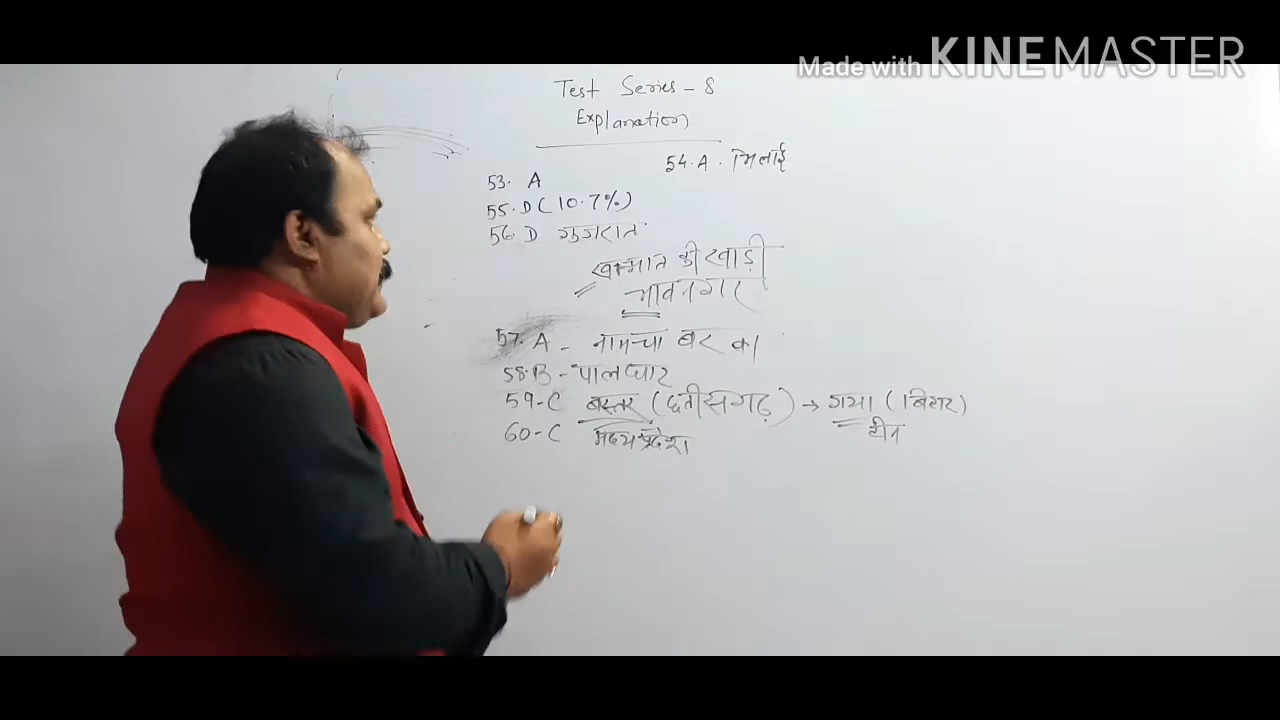 Made with KINEMASTER
Test Series - 8
Explanation
54. A. भिलाई
53. A
55. D (10.7%)
56. D गुजरात
खम्भात की खाड़ी
भावनगर
57. A - नामचा बर वा
58. B - पालघार
59 - C बस्तर (छत्तीसगढ़) → गया (बिहार)
टीन
60 - C मध्यप्रदेश